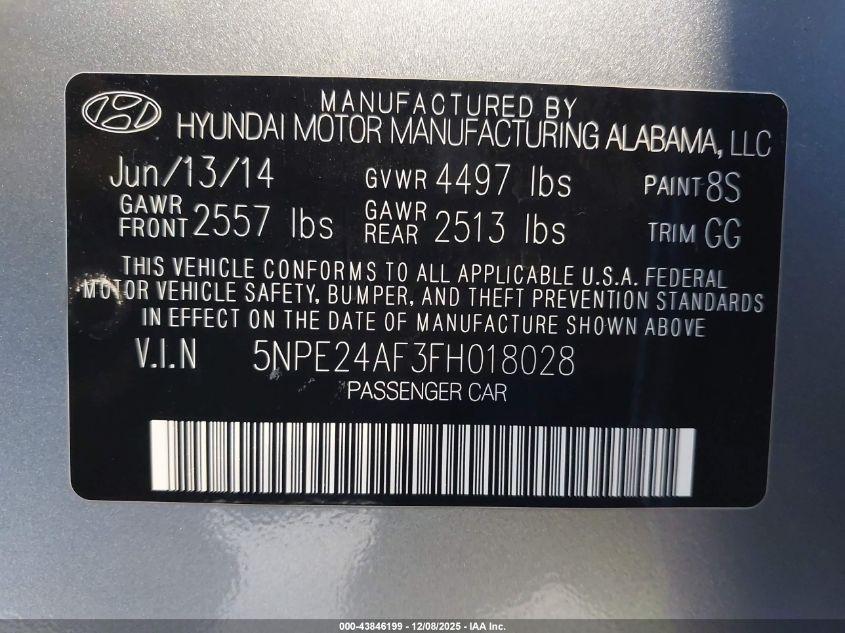 MANUFACTURED BY
HYUNDAI MOTOR MANUFACTURING ALABAMA, LLC
Jun/13/14 GVWR 4497 lbs PAINT 8S
GAWR FRONT 2557 lbs GAWR REAR 2513 lbs TRIM GG
THIS VEHICLE CONFORMS TO ALL APPLICABLE U.S.A. FEDERAL
MOTOR VEHICLE SAFETY, BUMPER, AND THEFT PREVENTION STANDARDS
IN EFFECT ON THE DATE OF MANUFACTURE SHOWN ABOVE
V.I.N 5NPE24AF3FH018028
PASSENGER CAR
000-43846199 - 12/08/2025 - IAA Inc.